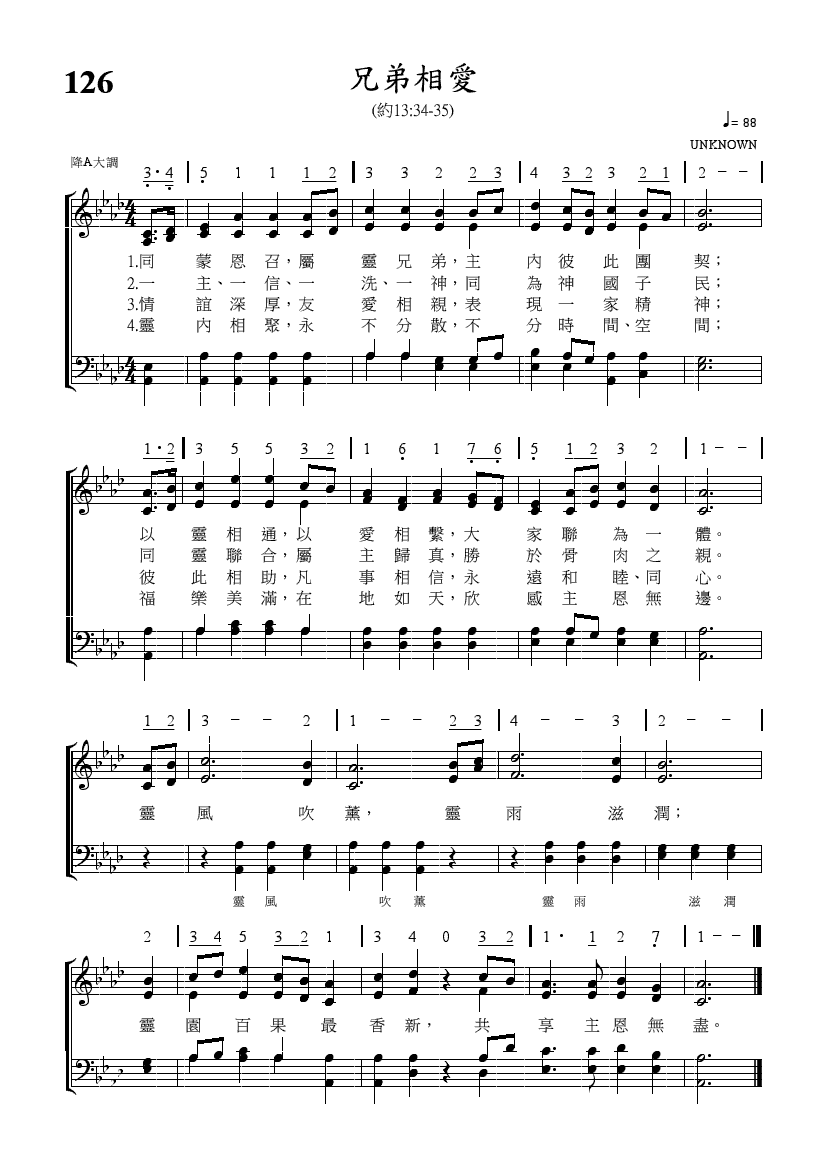 126
兄弟相愛
(約13:34-35)
♩= 88
UNKNOWN
降A大調
3·4 | 5 1 1 1 2 | 3 3 2 2 3 | 4 3 2 3 2 1 | 2 - - |
4
4
1.同蒙恩召，屬靈兄弟，主內彼此團契；
2.一主、一信、一洗、一神，同為神國子民；
3.情誼深厚，友愛相親，表現一家精神；
4.靈內相聚，永不分散，不分時間、空間；
4
4
1·2 | 3 5 5 3 2 | 1 6 1 7 6 | 5 1 2 3 2 | 1 - - |
以靈相通，以愛相繫，大家聯為一體。
同靈聯合，屬主歸真，勝於骨肉之親。
彼此相助，凡事相信，永遠和睦、同心。
福樂美滿，在地如天，欣感主恩無邊。
1 2 | 3 - - 2 | 1 - - 2 3 | 4 - - 3 | 2 - - |
靈風吹薰，靈雨滋潤；
靈風吹薰靈雨滋潤
2 | 3 4 5 3 2 1 | 3 4 0 3 2 | 1· 1 2 7 | 1 - -
靈園百果最香新，共享主恩無盡。